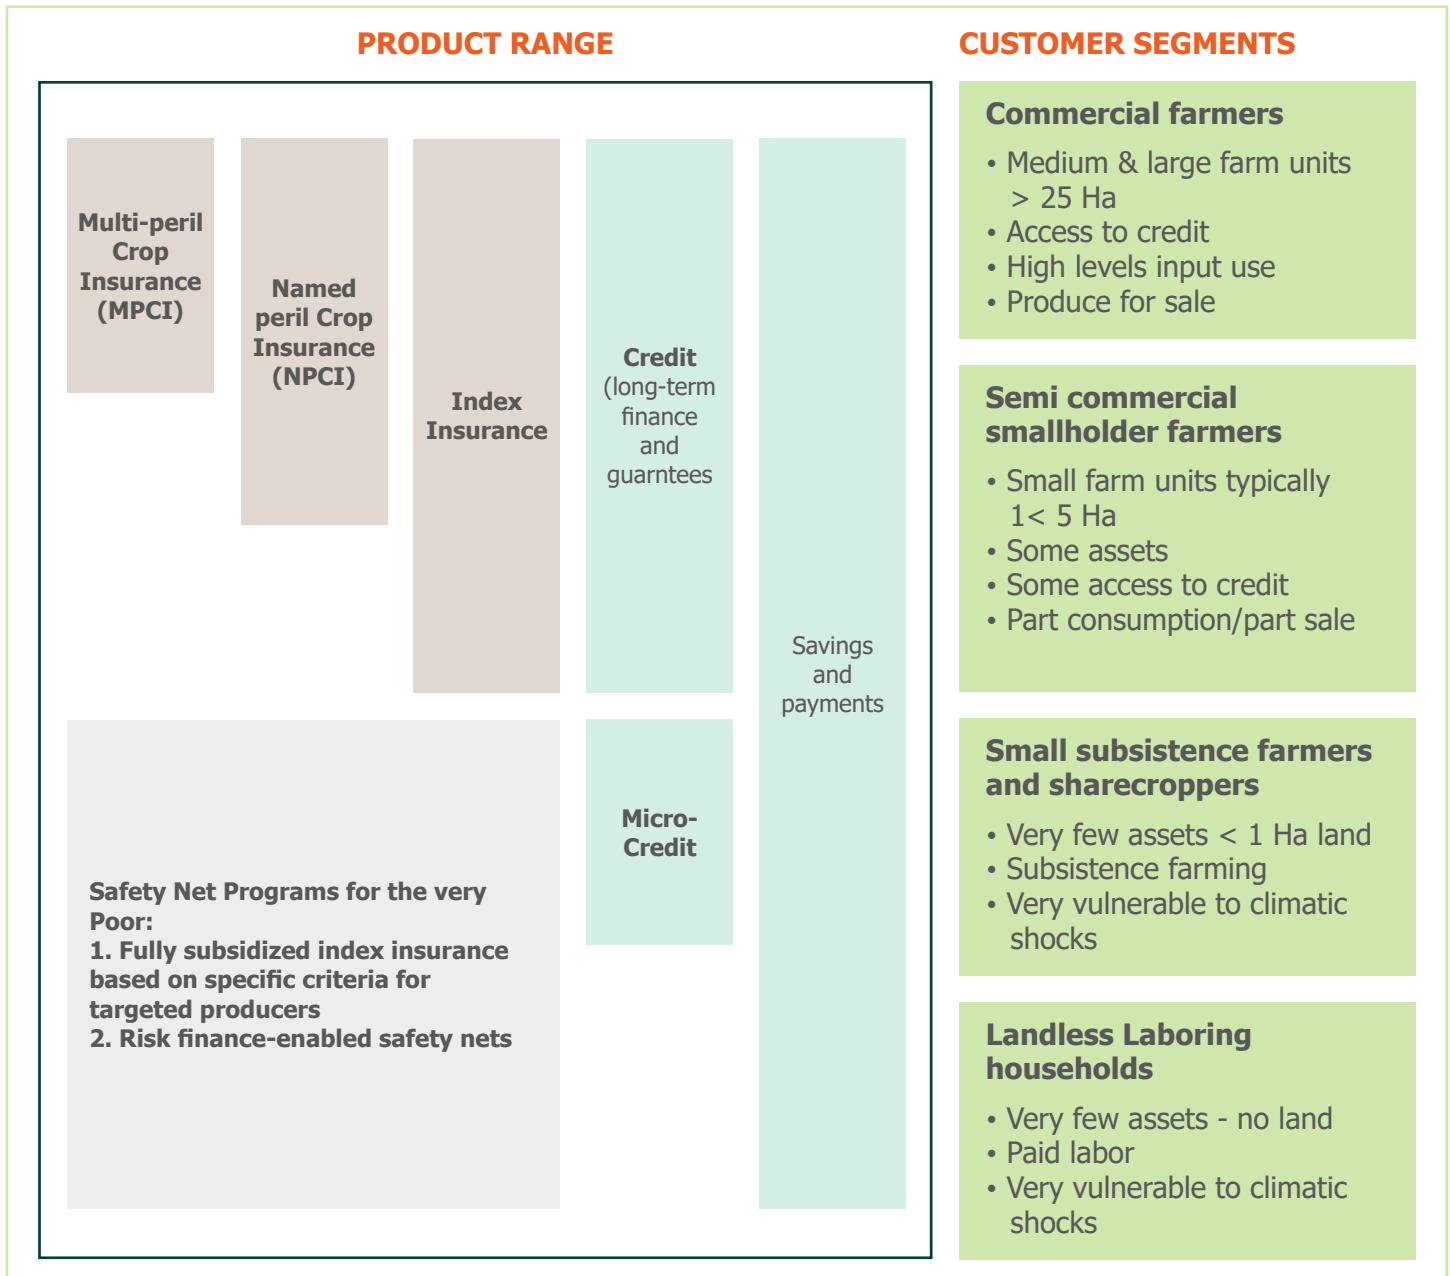 PRODUCT RANGE
CUSTOMER SEGMENTS
Multi-peril
Crop
Insurance
(MPCI)
Named
peril Crop
Insurance
(NPCI)
Index
Insurance
Credit
(long-term
finance
and
guarntees
Savings
and
payments
Safety Net Programs for the very
Poor:
1. Fully subsidized index insurance
based on specific criteria for
targeted producers
2. Risk finance-enabled safety nets
Micro-
Credit
Commercial farmers
• Medium & large farm units
> 25 Ha
• Access to credit
• High levels input use
• Produce for sale
Semi commercial
smallholder farmers
• Small farm units typically
1< 5 Ha
• Some assets
• Some access to credit
• Part consumption/part sale
Small subsistence farmers
and sharecroppers
• Very few assets < 1 Ha land
• Subsistence farming
• Very vulnerable to climatic
shocks
Landless Laboring
households
• Very few assets - no land
• Paid labor
• Very vulnerable to climatic
shocks